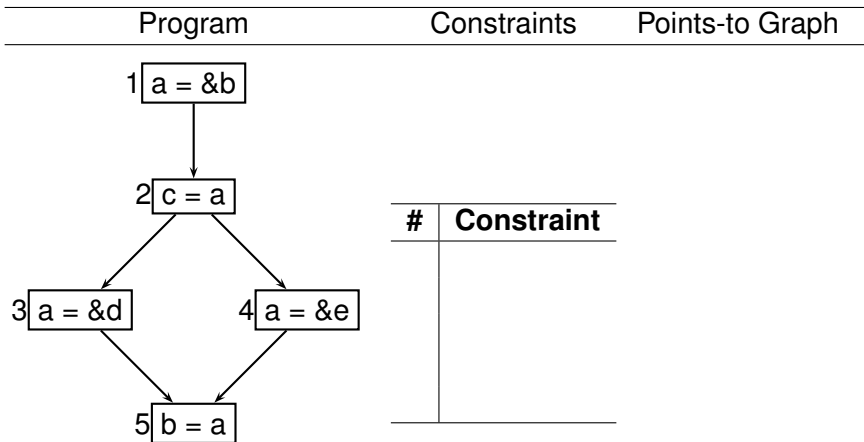 Program Constraints Points-to Graph
1 a = &b
2 c = a
# Constraint
3 a = &d 4 a = &e
5 b = a